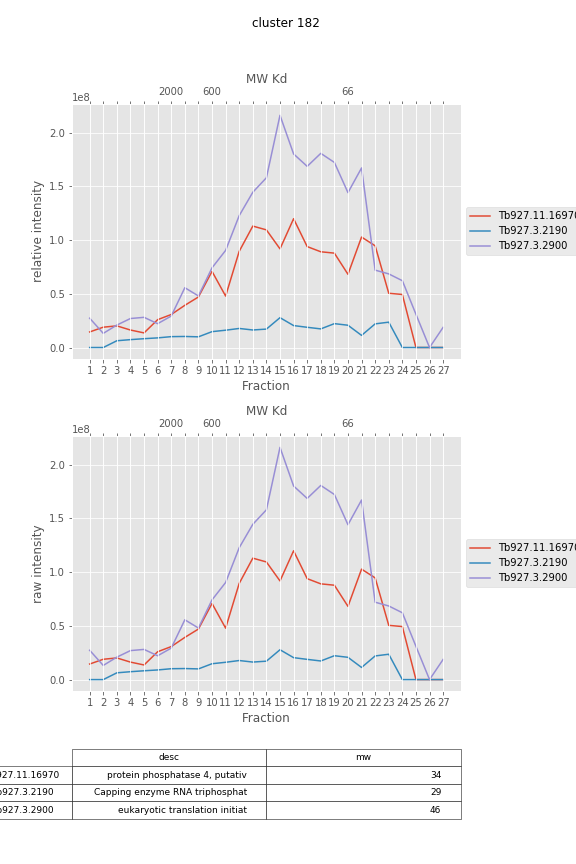 cluster 182
MW Kd
2000 600 66
1e8
2.0
1.5
1.0
0.5
0.0
relative intensity
1 2 3 4 5 6 7 8 9 10 11 12 13 14 15 16 17 18 19 20 21 22 23 24 25 26 27
Fraction
Tb927.11.16970
Tb927.3.2190
Tb927.3.2900
MW Kd
2000 600 66
1e8
2.0
1.5
1.0
0.5
0.0
raw intensity
1 2 3 4 5 6 7 8 9 10 11 12 13 14 15 16 17 18 19 20 21 22 23 24 25 26 27
Fraction
Tb927.11.16970
Tb927.3.2190
Tb927.3.2900
desc mw
927.11.16970 protein phosphatase 4, putativ 34
b927.3.2190 Capping enzyme RNA triphosphat 29
b927.3.2900 eukaryotic translation initiat 46